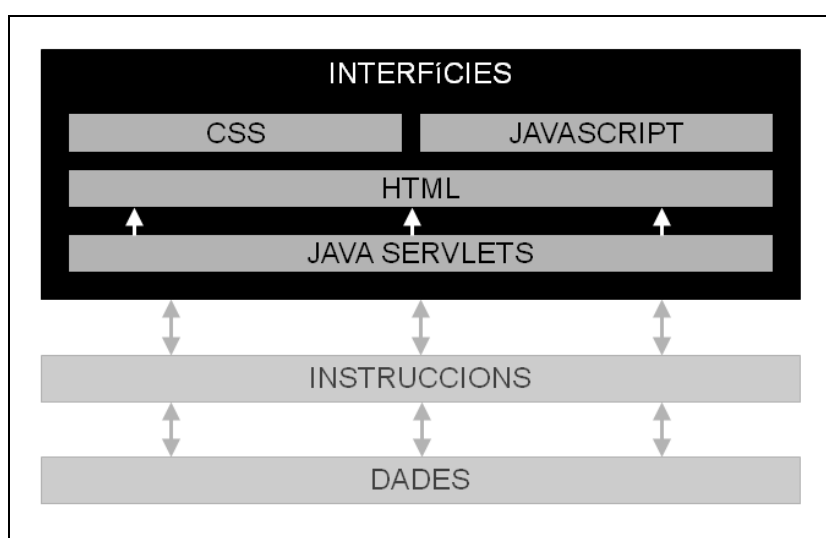 INTERFíCIES
CSS JAVASCRIPT
HTML
JAVA SERVLETS
INSTRUCCIONS
DADES